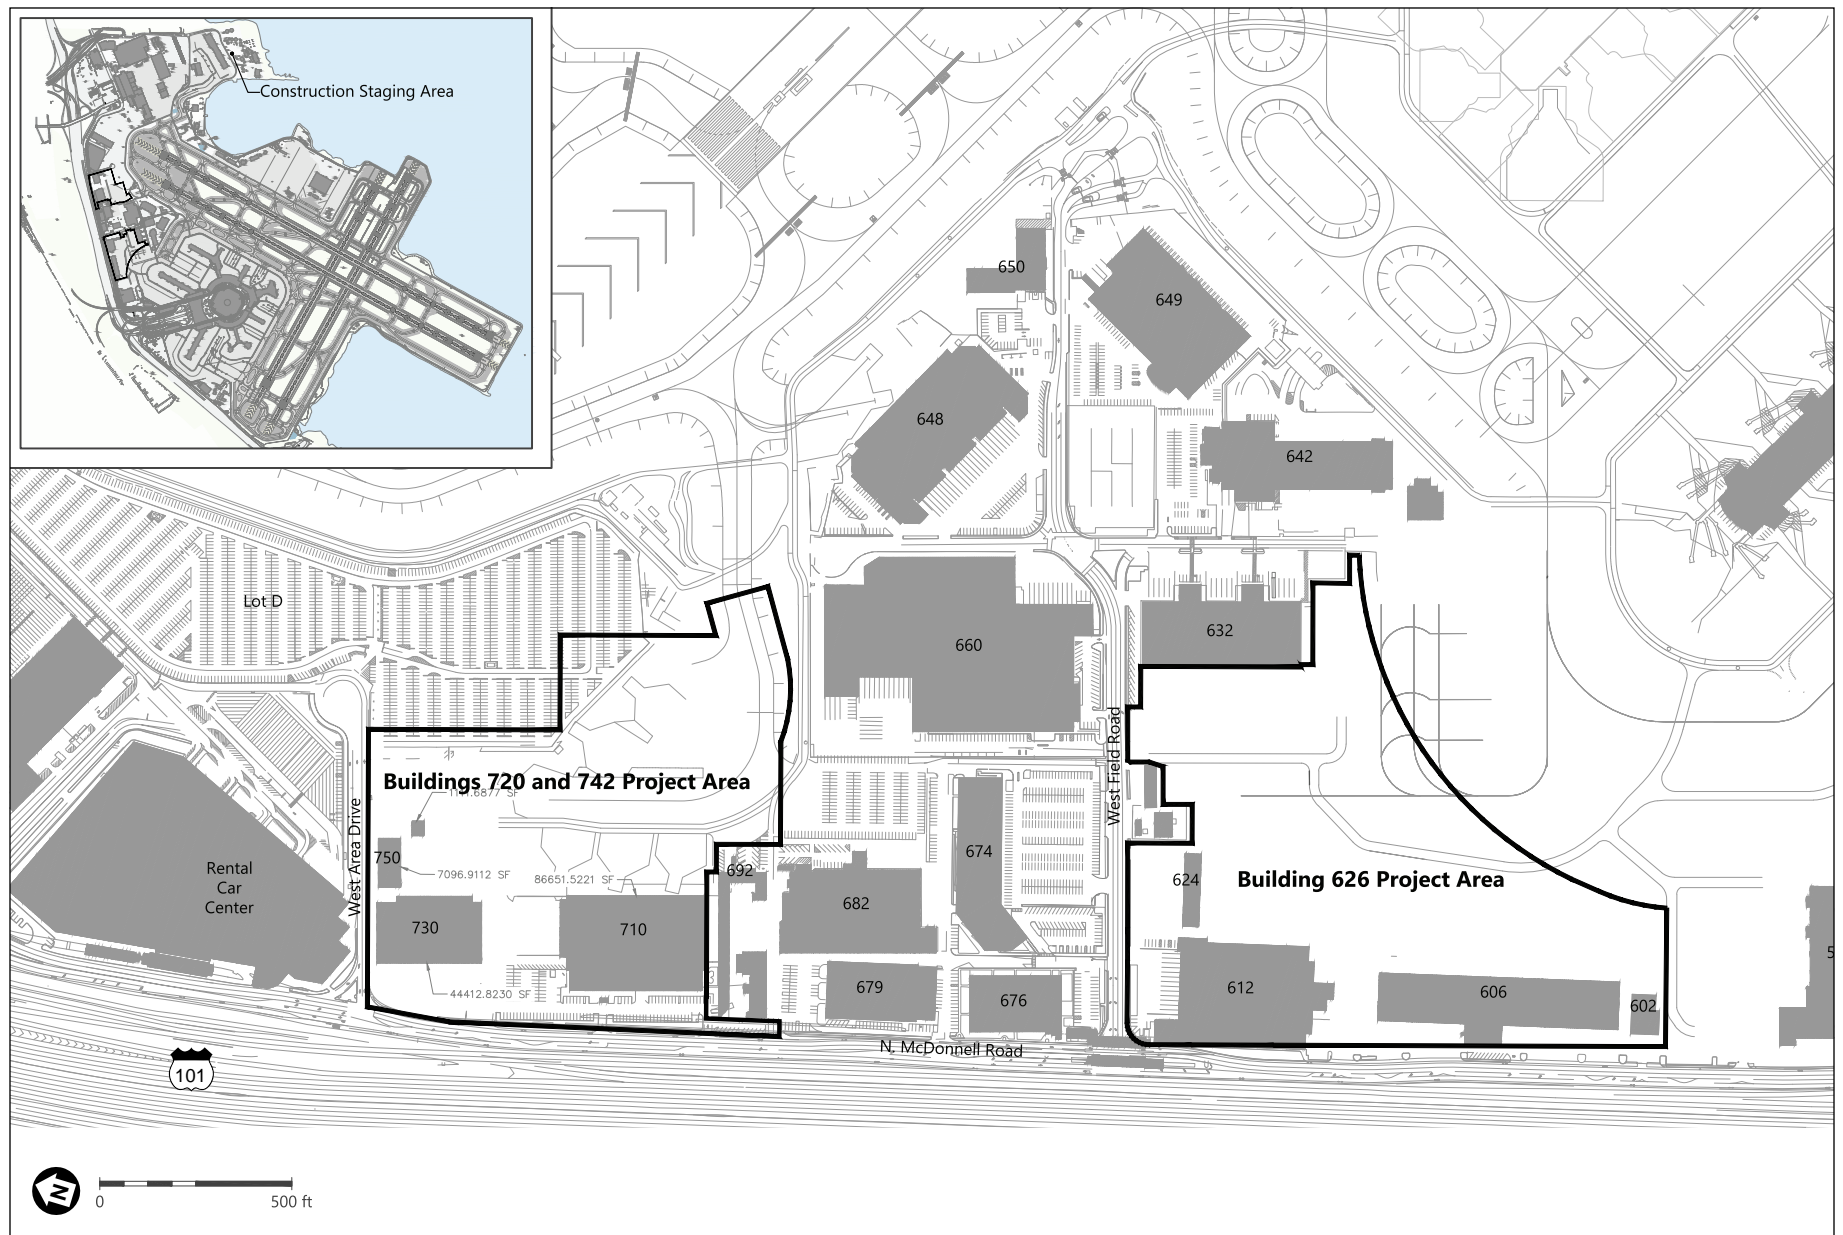 Construction Staging Area
650
649
648
642
Lot D
632
660
West Field Road
Buildings 720 and 742 Project Area
West Area Drive
750
7096.9112 SF
86651.5221 SF
692
674
624
Building 626 Project Area
Rental
Car
Center
730
710
682
44412.8230 SF
679
676
612
606
602
5
N. McDonnell Road
101
N
0
500 ft